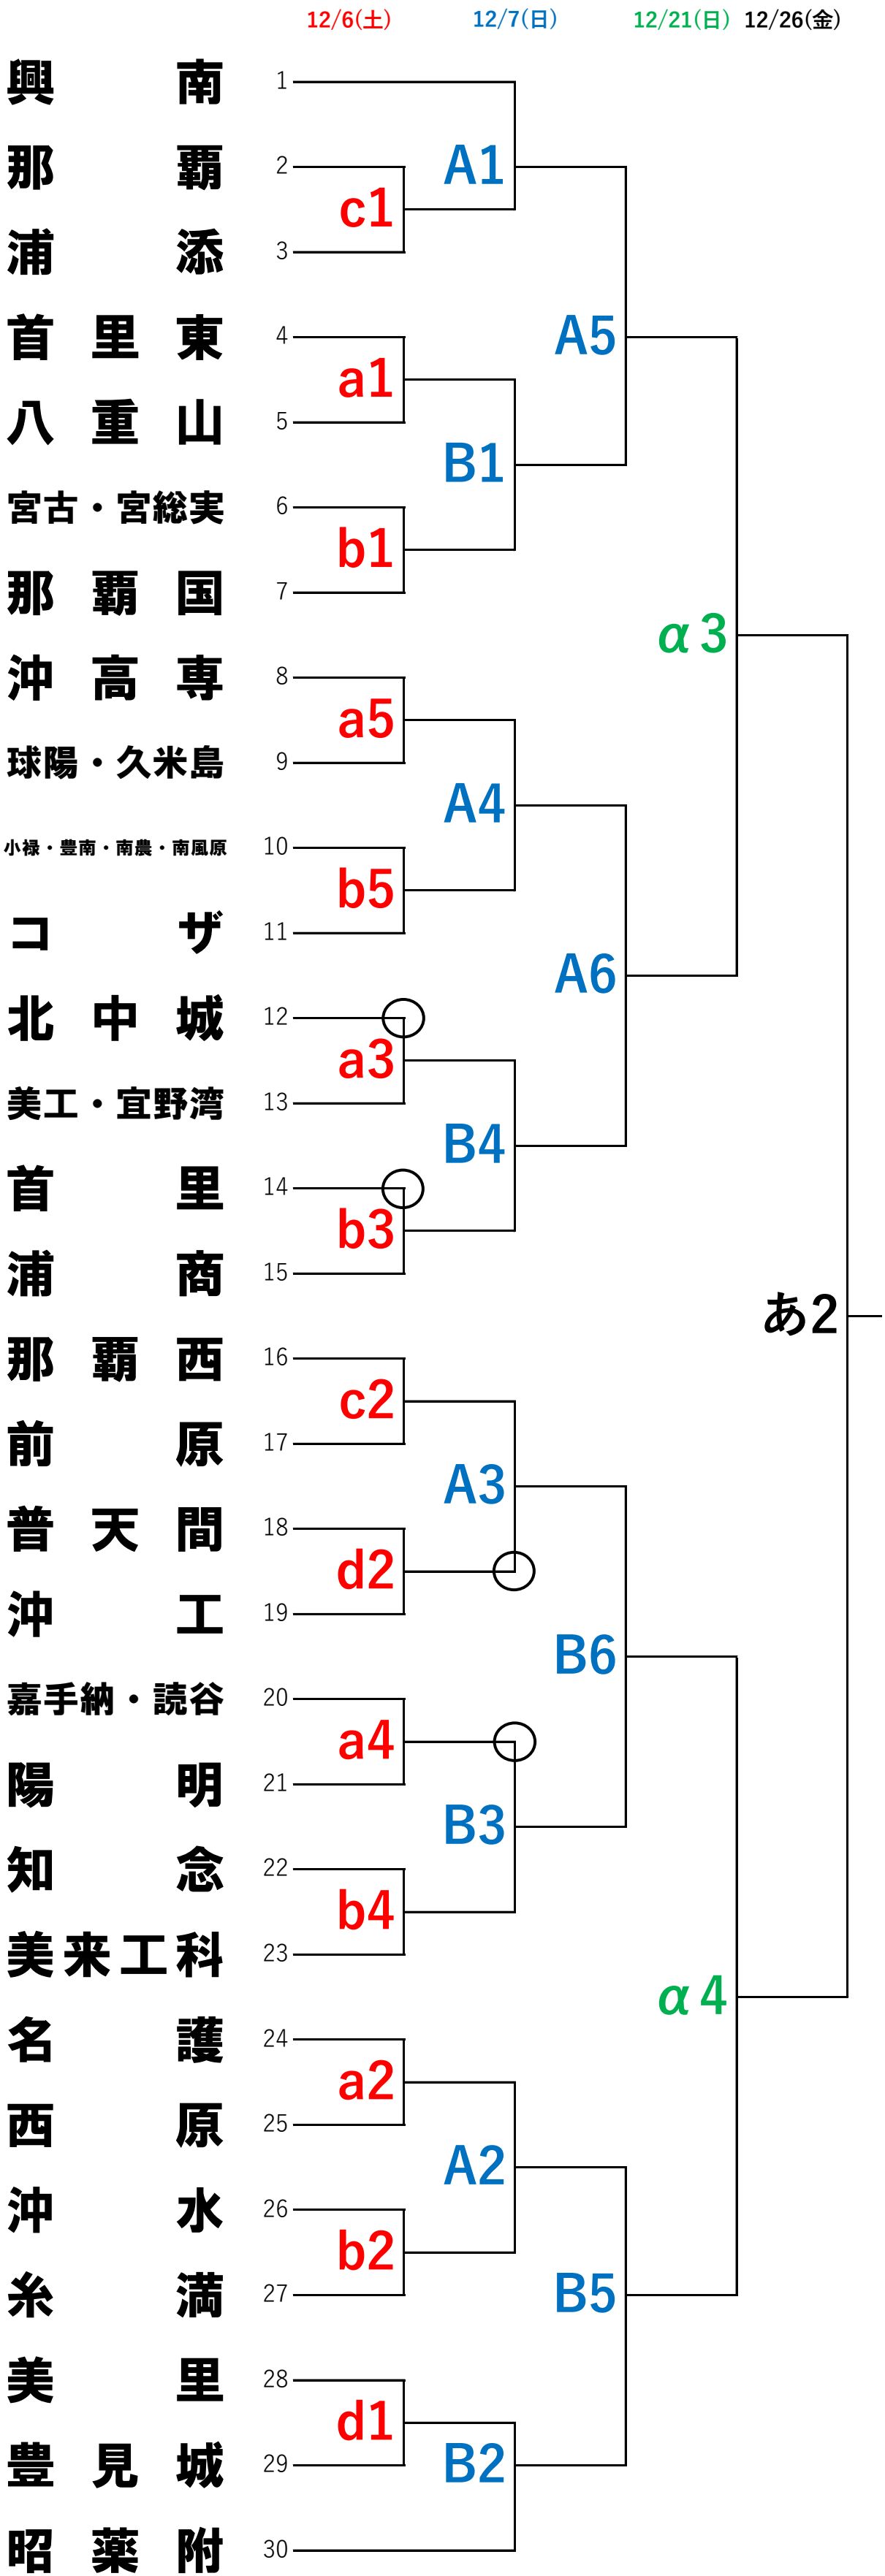 12/6(土) 12/7(日) 12/21(日) 12/26(金)
興南 1
A1
那覇 2
c1
浦添 3
首里東 4
A5
a1
八重山 5
B1
宮古・宮総実 6
b1
那覇国 7
α3
沖高専 8
a5
球陽・久米島 9
A4
小禄・豊南・南農・南風原 10
b5
コザ 11
A6
北中城 12
a3
美工・宜野湾 13
B4
首里 14
b3
浦商 15
あ2
那覇西 16
c2
前原 17
A3
普天間 18
d2
沖工 19
B6
嘉手納・読谷 20
a4
陽明 21
B3
知念 22
b4
美来工科 23
α4
名護 24
a2
西原 25
A2
沖水 26
b2
糸満 27
B5
美里 28
d1
豊見城 29
B2
昭薬附 30